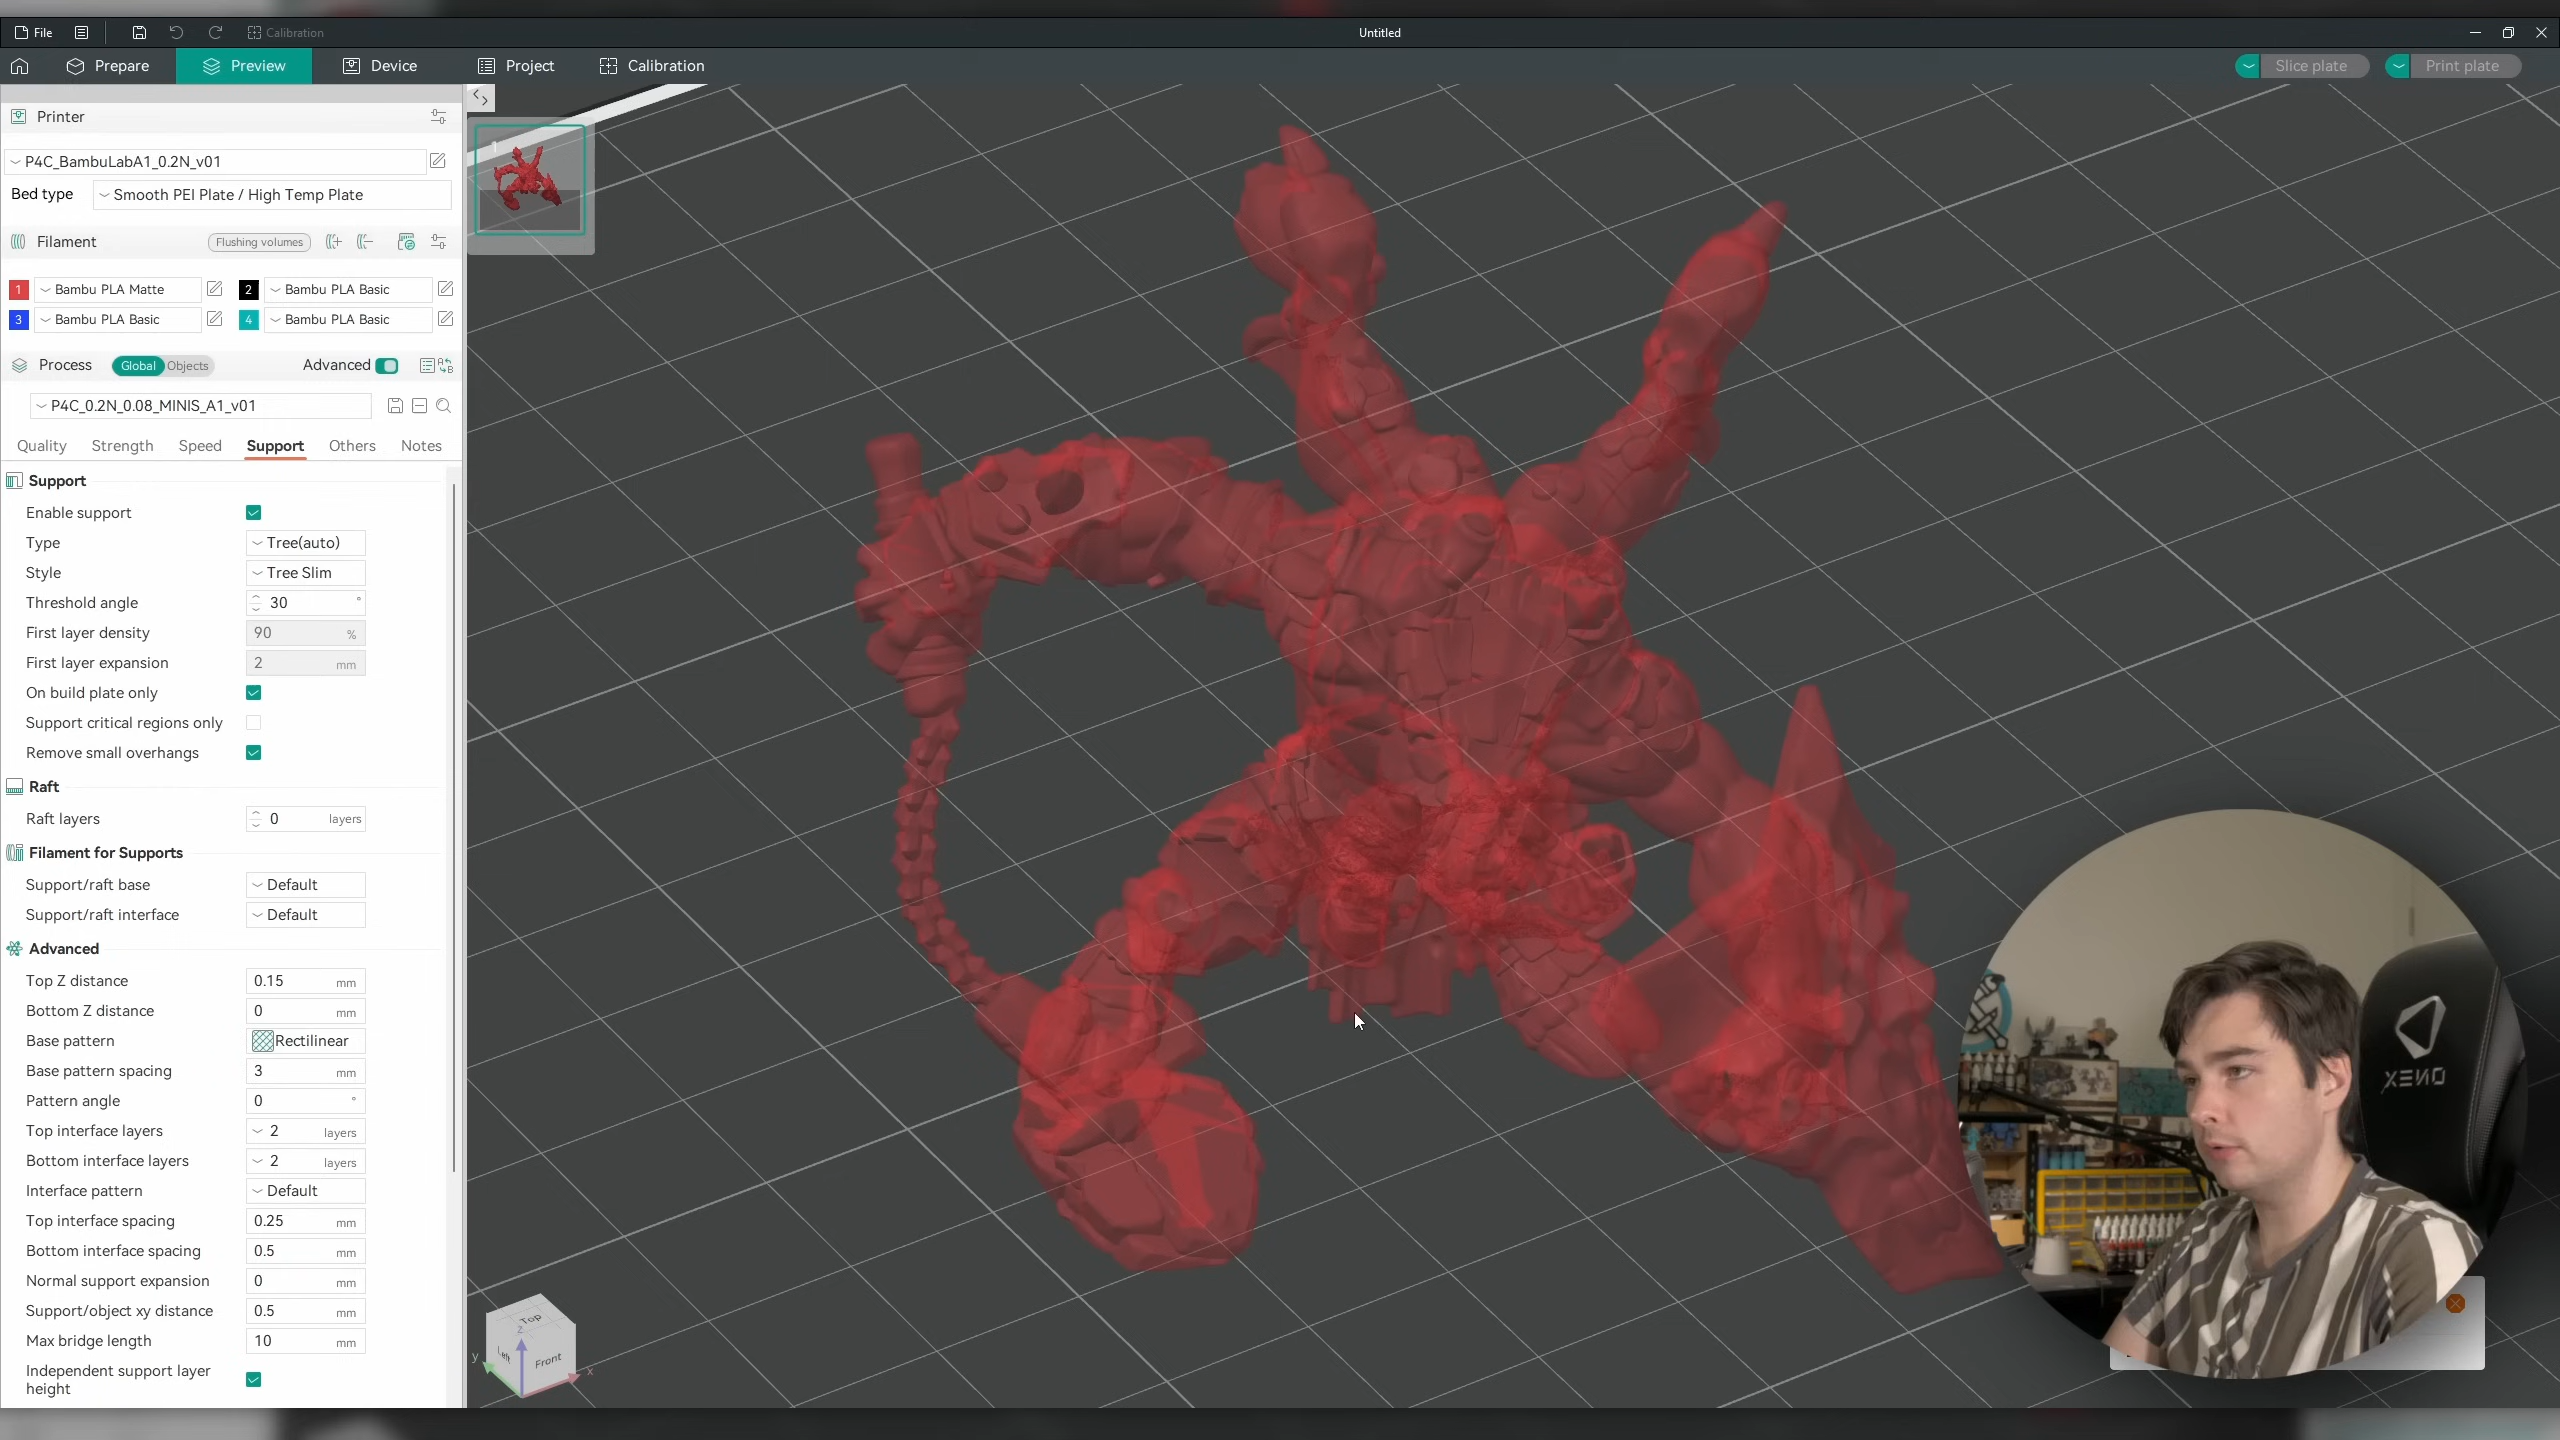 File
Calibration
Untitled
Prepare
Preview
Device
Project
Calibration
Slice plate
Print plate
Printer
P4C_BambuLabA1_0.2N_v01
Bed type
Smooth PEI Plate / High Temp Plate
Filament
Flushing volumes
1
Bambu PLA Matte
2
Bambu PLA Basic
3
Bambu PLA Basic
4
Bambu PLA Basic
Process
Global
Objects
Advanced
P4C_0.2N_0.08_MINIS_A1_v01
Quality
Strength
Speed
Support
Others
Notes
Support
Enable support
Type
Tree(auto)
Style
Tree Slim
Threshold angle
30 °
First layer density
90 %
First layer expansion
2 mm
On build plate only
Support critical regions only
Remove small overhangs
Raft
Raft layers
0 layers
Filament for Supports
Support/raft base
Default
Support/raft interface
Default
Advanced
Top Z distance
0.15 mm
Bottom Z distance
0 mm
Base pattern
Rectilinear
Base pattern spacing
3 mm
Pattern angle
0 °
Top interface layers
2 layers
Bottom interface layers
2 layers
Interface pattern
Default
Top interface spacing
0.25 mm
Bottom interface spacing
0.5 mm
Normal support expansion
0 mm
Support/object xy distance
0.5 mm
Max bridge length
10 mm
Independent support layer
height
1
Top
Left
Front
z
y
x
ONEX